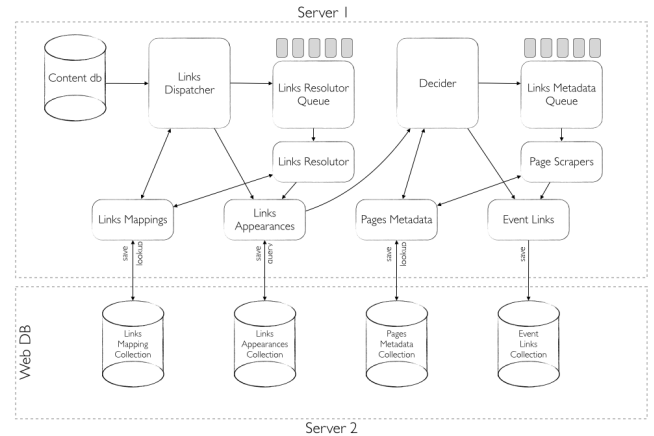 Server 1
Content db
Links
Dispatcher
Links Resolutor
Queue
Decider
Links Metadata
Queue
Links Resolutor
Page Scrapers
Links Mappings
Links
Appearances
Pages Metadata
Event Links
save
lookup
save
query
save
lookup
save
Web DB
Links
Mapping
Collection
Links
Appearances
Collection
Pages
Metadata
Collection
Event
Links
Collection
Server 2